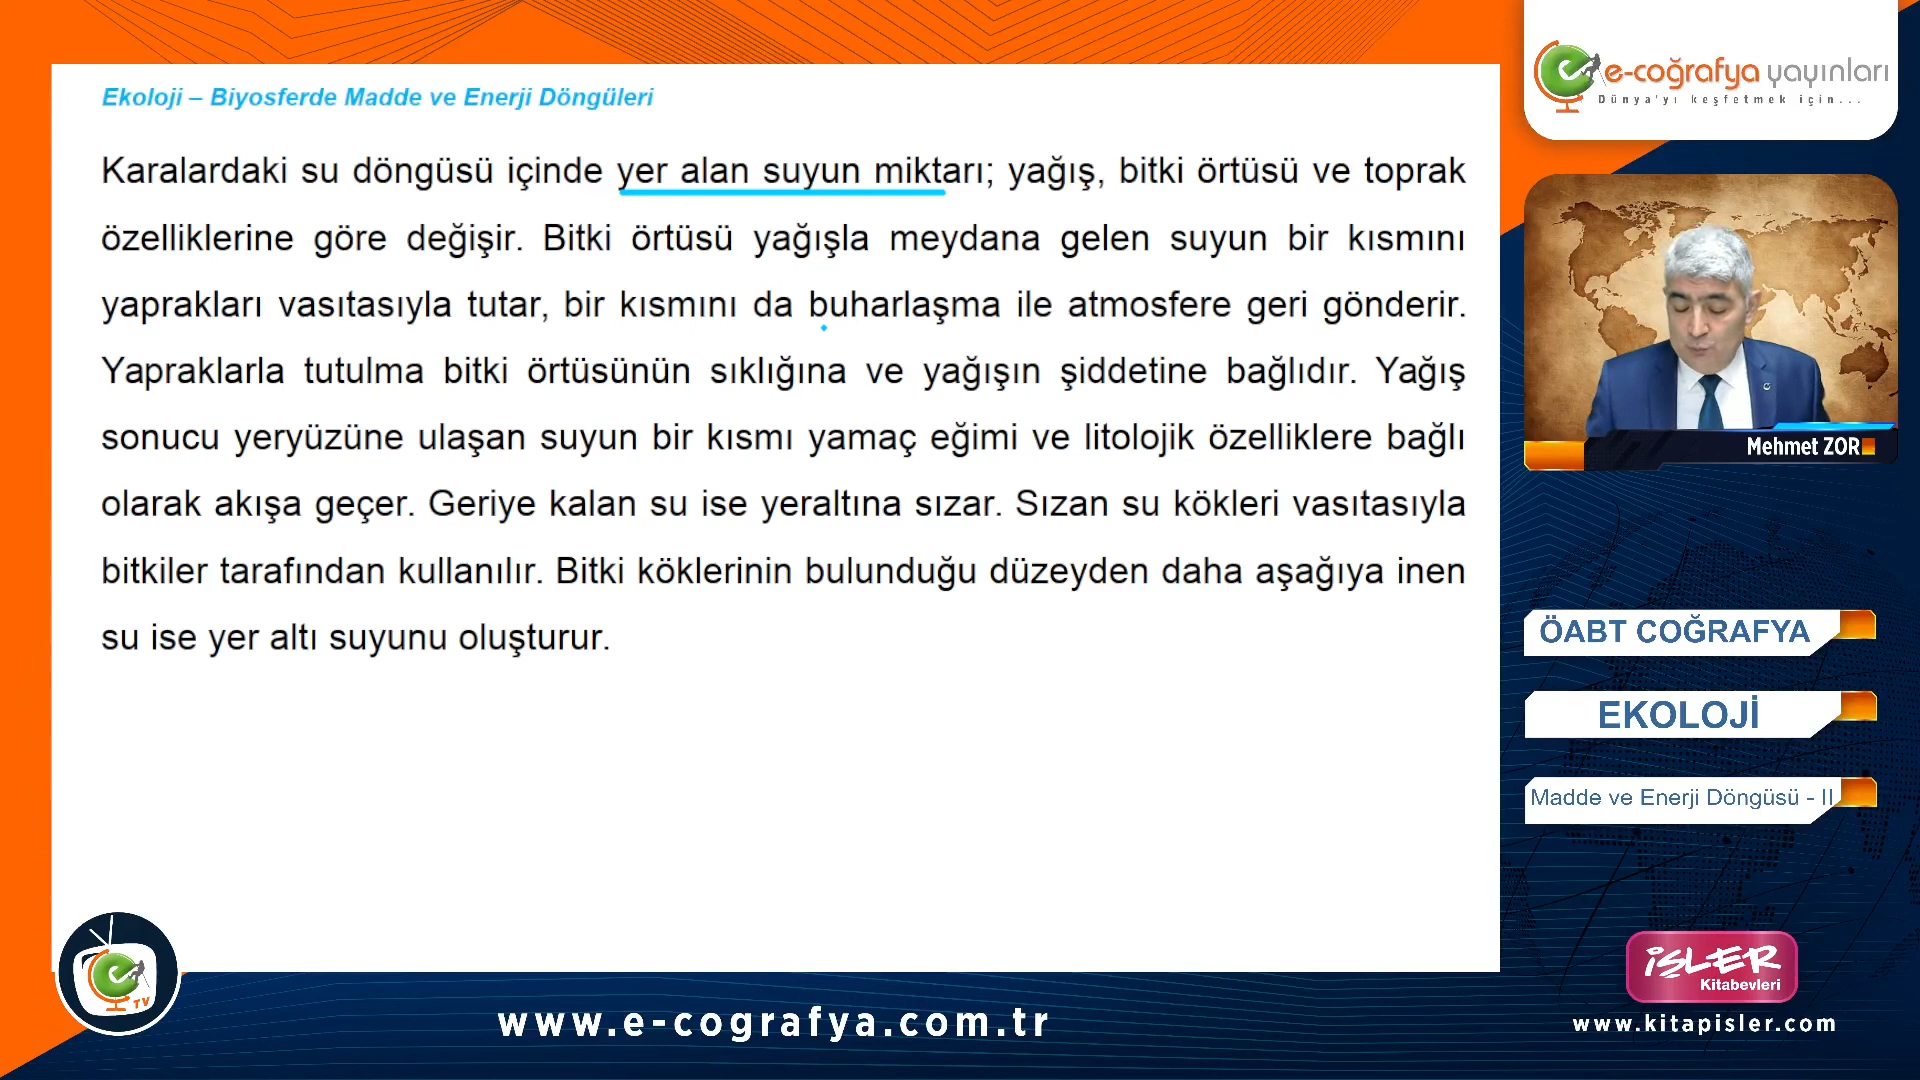 Ekoloji – Biyosferde Madde ve Enerji Döngüleri
Karalardaki su döngüsü içinde yer alan suyun miktarı; yağış, bitki örtüsü ve toprak
özelliklerine göre değişir. Bitki örtüsü yağışla meydana gelen suyun bir kısmını
yaprakları vasıtasıyla tutar, bir kısmını da buharlaşma ile atmosfere geri gönderir.
Yapraklarla tutulma bitki örtüsünün sıklığına ve yağışın şiddetine bağlıdır. Yağış
sonucu yeryüzüne ulaşan suyun bir kısmı yamaç eğimi ve litolojik özelliklere bağlı
olarak akışa geçer. Geriye kalan su ise yeraltına sızar. Sızan su kökleri vasıtasıyla
bitkiler tarafından kullanılır. Bitki köklerinin bulunduğu düzeyden daha aşağıya inen
su ise yer altı suyunu oluşturur.
e-coğrafya yayınları
Dünya'yı keşfetmek için...
Mehmet ZOR
ÖABT COĞRAFYA
EKOLOJİ
Madde ve Enerji Döngüsü - II
İŞLER
Kitabevleri
www.kitapisler.com
TV
www.e-cografya.com.tr